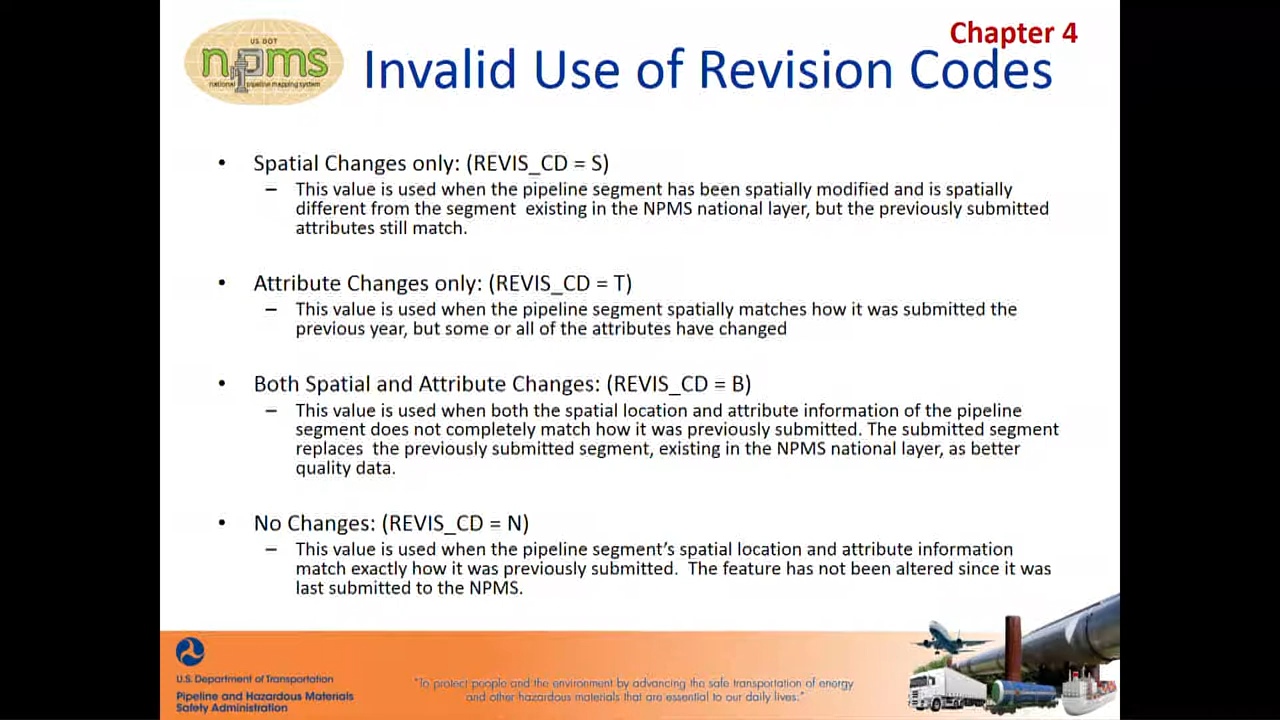 Chapter 4
US DOT
npms
national pipeline mapping system
Invalid Use of Revision Codes
• Spatial Changes only: (REVIS_CD = S)
– This value is used when the pipeline segment has been spatially modified and is spatially
different from the segment existing in the NPMS national layer, but the previously submitted
attributes still match.
• Attribute Changes only: (REVIS_CD = T)
– This value is used when the pipeline segment spatially matches how it was submitted the
previous year, but some or all of the attributes have changed
• Both Spatial and Attribute Changes: (REVIS_CD = B)
– This value is used when both the spatial location and attribute information of the pipeline
segment does not completely match how it was previously submitted. The submitted segment
replaces the previously submitted segment, existing in the NPMS national layer, as better
quality data.
• No Changes: (REVIS_CD = N)
– This value is used when the pipeline segment's spatial location and attribute information
match exactly how it was previously submitted. The feature has not been altered since it was
last submitted to the NPMS.
U.S. Department of Transportation
Pipeline and Hazardous Materials
Safety Administration
"To protect people and the environment by advancing the safe transportation of energy
and other hazardous materials that are essential to our daily lives."